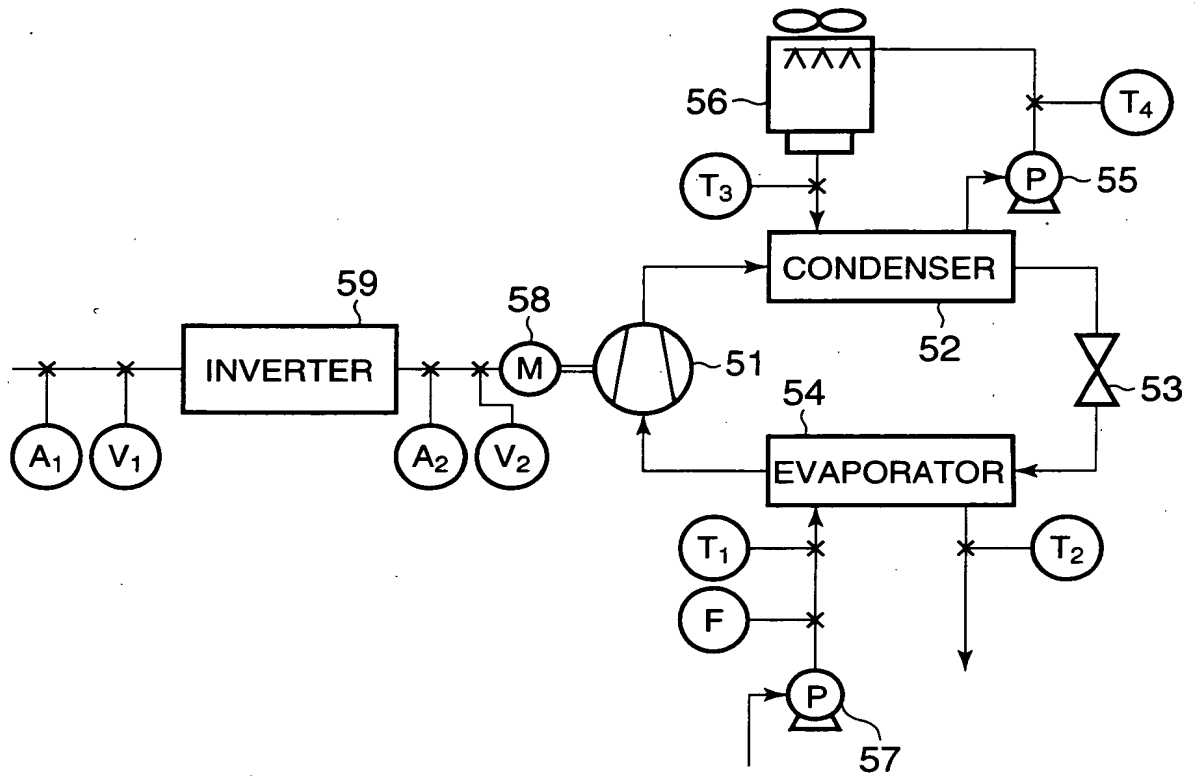 56
T4
P
55
T3
CONDENSER
59
58
52
INVERTER
M
51
53
54
A1
V1
A2
V2
EVAPORATOR
T1
T2
F
P
57